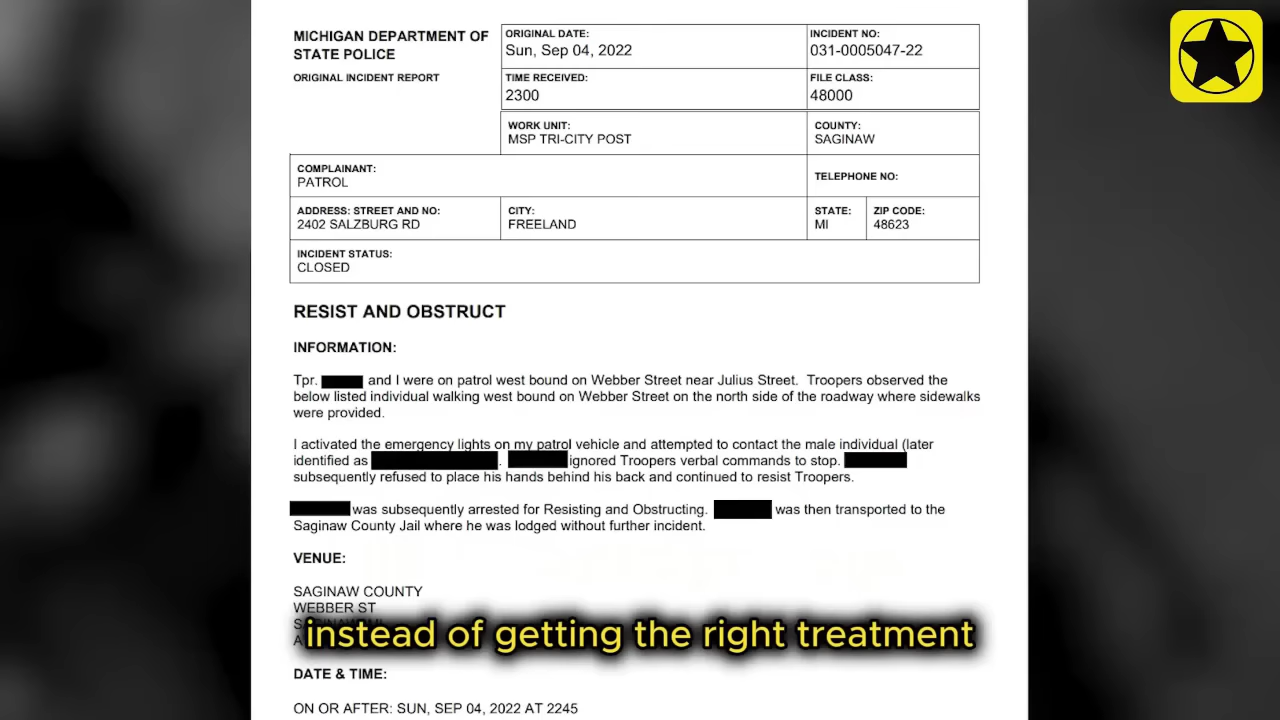 MICHIGAN DEPARTMENT OF
STATE POLICE
ORIGINAL INCIDENT REPORT
ORIGINAL DATE:
Sun, Sep 04, 2022
INCIDENT NO:
031-0005047-22
TIME RECEIVED:
2300
FILE CLASS:
48000
WORK UNIT:
MSP TRI-CITY POST
COUNTY:
SAGINAW
COMPLAINANT:
PATROL
TELEPHONE NO:
ADDRESS: STREET AND NO:
2402 SALZBURG RD
CITY:
FREELAND
STATE:
MI
ZIP CODE:
48623
INCIDENT STATUS:
CLOSED
RESIST AND OBSTRUCT
INFORMATION:
Tpr. and I were on patrol west bound on Webber Street near Julius Street. Troopers observed the
below listed individual walking west bound on Webber Street on the north side of the roadway where sidewalks
were provided.
I activated the emergency lights on my patrol vehicle and attempted to contact the male individual (later
identified as . ignored Troopers verbal commands to stop.
subsequently refused to place his hands behind his back and continued to resist Troopers.
was subsequently arrested for Resisting and Obstructing. was then transported to the
Saginaw County Jail where he was lodged without further incident.
VENUE:
SAGINAW COUNTY
WEBBER ST
instead of getting the right treatment
DATE & TIME:
ON OR AFTER: SUN, SEP 04, 2022 AT 2245